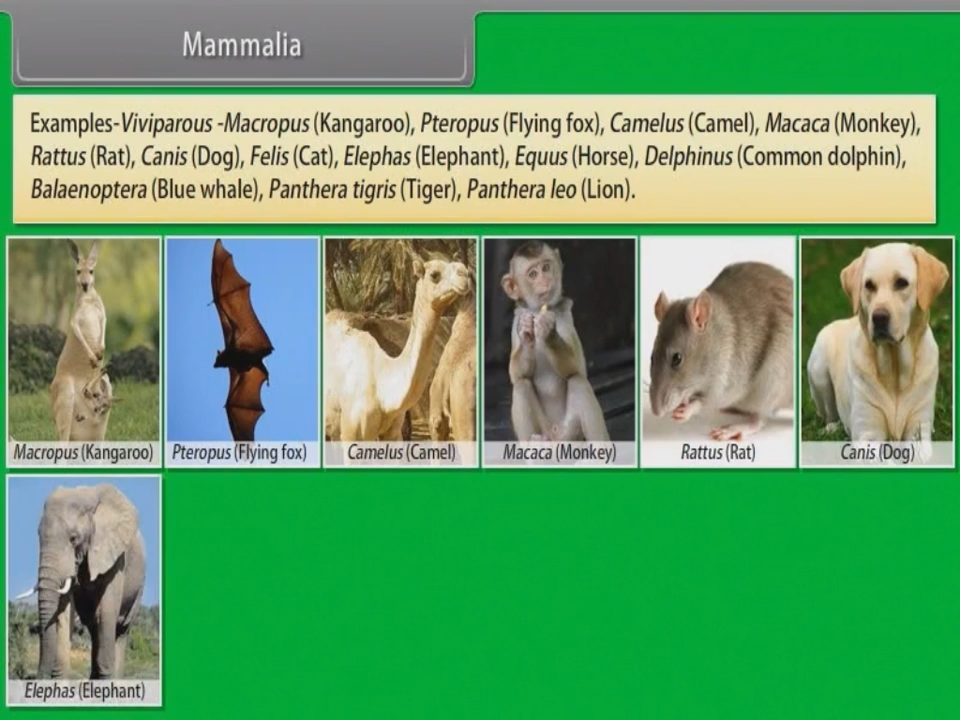 Mammalia
Examples-Viviparous -Macropus (Kangaroo), Pteropus (Flying fox), Camelus (Camel), Macaca (Monkey),
Rattus (Rat), Canis (Dog), Felis (Cat), Elephas (Elephant), Equus (Horse), Delphinus (Common dolphin),
Balaenoptera (Blue whale), Panthera tigris (Tiger), Panthera leo (Lion).
Macropus (Kangaroo)
Pteropus (Flying fox)
Camelus (Camel)
Macaca (Monkey)
Rattus (Rat)
Canis (Dog)
Elephas (Elephant)